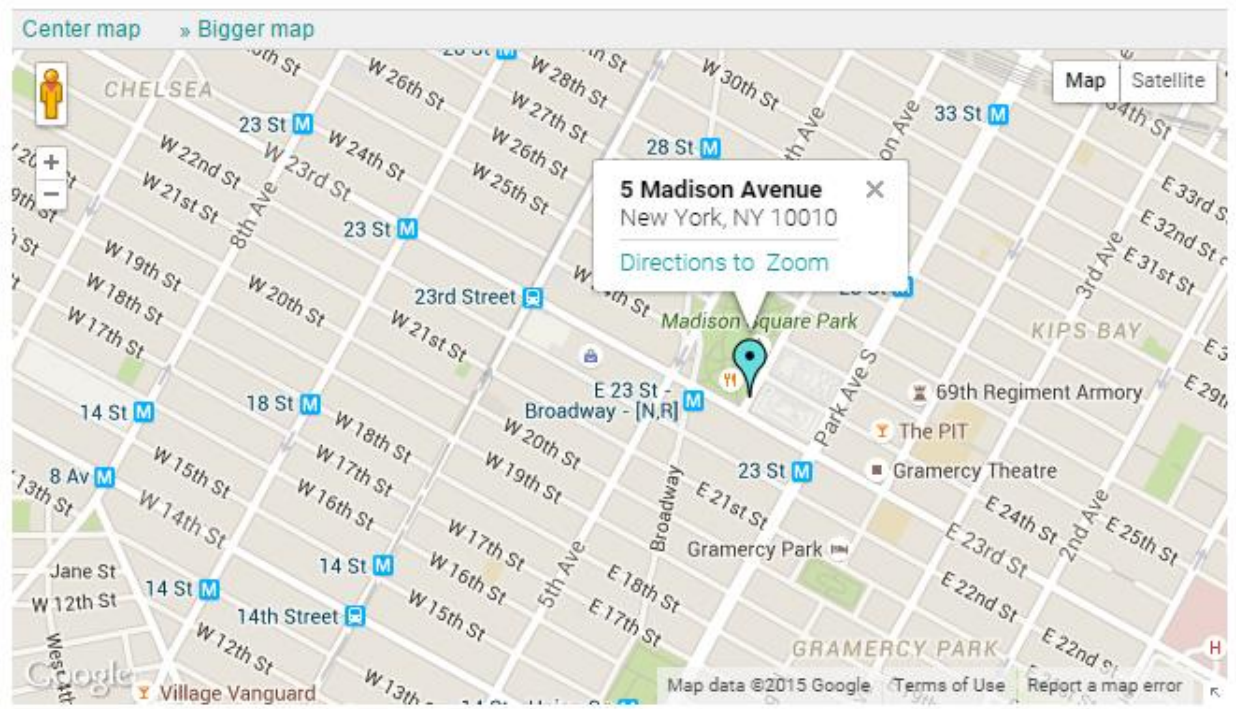 Center map » Bigger map
Map Satellite
CHELSEA
W 26th St
W 28th St
W 30th St
W 27th St
33 St M
34th St
23 St M
W 24th St
W 26th St
28 St M
W 22nd St
W 23rd St
W 25th St
W 21st St
8th Ave
23 St M
5 Madison Avenue
New York, NY 10010
Directions to Zoom
E 33rd S
E 32nd St
E 31st St
3rd Ave
W 19th St
W 18th St
W 20th St
W 17th St
W 21st St
23rd Street
Madison Square Park
KIPS BAY
E 29th
14 St M
18 St M
E 23 St -
Broadway - [N,R] M
Park Ave S
69th Regiment Armory
The PIT
Gramercy Theatre
W 18th St
W 20th St
8 Av M
W 15th St
W 17th St
W 19th St
23 St M
13th St
W 14th St
W 16th St
Broadway
E 21st St
E 24th St
2nd Ave
E 25th St
W 17th St
E 23rd St
Gramercy Park
Jane St
14 St M
W 16th St
5th Ave
E 18th St
E 22nd St
W 12th St
14 St M
W 15th St
E 17th St
14th Street
W 12th St
GRAMERCY PARK
E 22nd St
H
West 4th
Google
Village Vanguard
W 13th
Map data ©2015 Google Terms of Use Report a map error